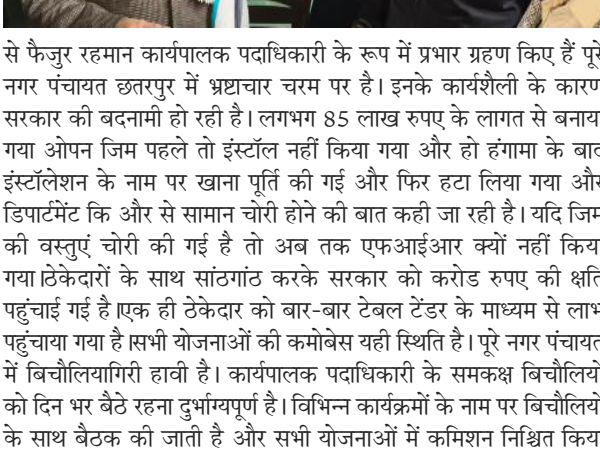 से फैजुर रहमान कार्यपालक पदाधिकारी के रूप में प्रभार ग्रहण किए हैं पूरे
नगर पंचायत छतरपुर में भ्रष्टाचार चरम पर है। इनके कार्यशैली के कारण
सरकार की बदनामी हो रही है। लगभग 85 लाख रुपए के लागत से बनाय
गया ओपन जिम पहले तो इंस्टॉल नहीं किया गया और हो हंगामा के बाद
इंस्टॉलेशन के नाम पर खाना पूर्ति की गई और फिर हटा लिया गया और
डिपार्टमेंट कि और से सामान चोरी होने की बात कही जा रही है। यदि जिम
की वस्तुएं चोरी की गई है तो अब तक एफआईआर क्यों नहीं किय
गया।ठेकेदारों के साथ सांठगांठ करके सरकार को करोड रुपए की क्षति
पहुंचाई गई है।एक ही ठेकेदार को बार-बार टेबल टेंडर के माध्यम से लाभ
पहुंचाया गया है।सभी योजनाओं की कमोबेस यही स्थिति है। पूरे नगर पंचायत
में बिचौलियागिरी हावी है। कार्यपालक पदाधिकारी के समकक्ष बिचौलियो
को दिन भर बैठे रहना दुर्भाग्यपूर्ण है। विभिन्न कार्यक्रमों के नाम पर बिचौलियो
के साथ बैठक की जाती है और सभी योजनाओं में कमिशन निश्चित किय